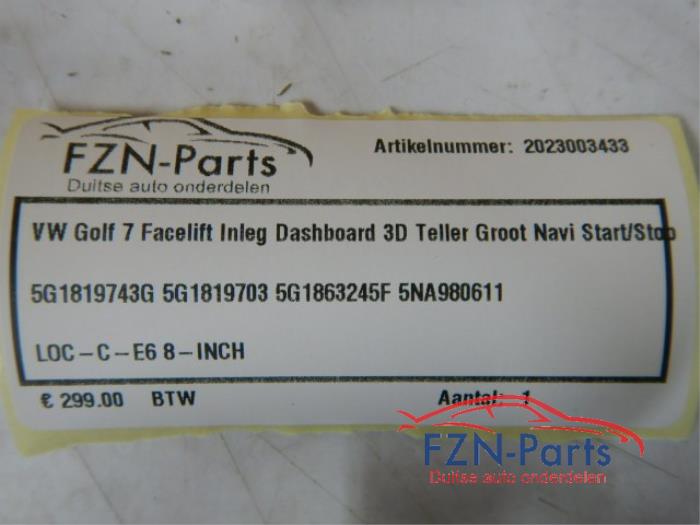 FZN-Parts
Duitse auto onderdelen
Artikelnummer: 2023003433
VW Golf 7 Facelift Inleg Dashboard 3D Teller Groot Navi Start/Stop
5G1819743G 5G1819703 5G1863245F 5NA980611
LOC-C-E6 8-INCH
€ 299.00 BTW Aantal: 1
FZN-Parts
Duitse auto onderdelen